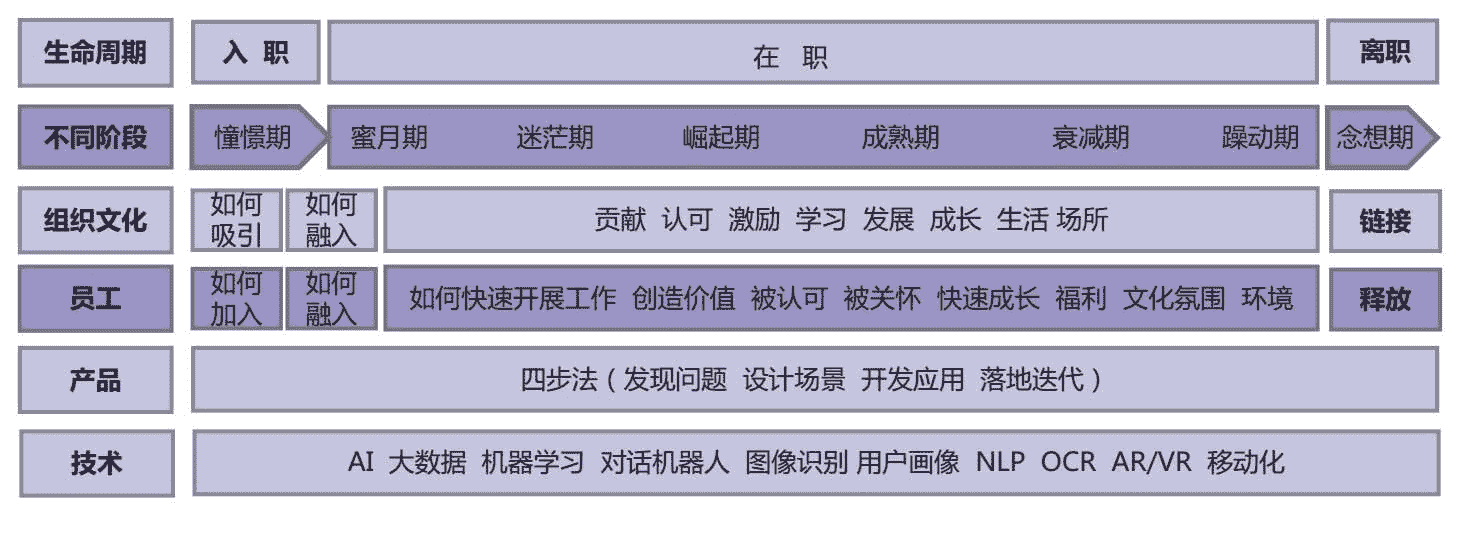 生命周期 入 职 在 职 离职
不同阶段 憧憬期 蜜月期 迷茫期 崛起期 成熟期 衰减期 躁动期 念想期
组织文化 如何吸引 如何融入 贡献 认可 激励 学习 发展 成长 生活 场所 链接
员工 如何加入 如何融入 如何快速开展工作 创造价值 被认可 被关怀 快速成长 福利 文化氛围 环境 释放
产品 四步法(发现问题 设计场景 开发应用 落地迭代)
技术 AI 大数据 机器学习 对话机器人 图像识别 用户画像 NLP OCR AR/VR 移动化